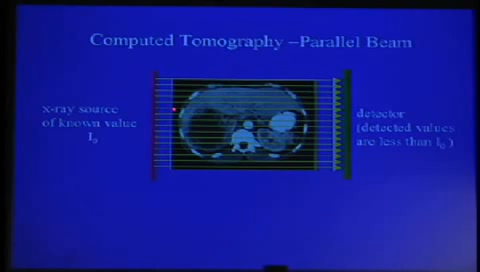 Computed Tomography –Parallel Beam
x-ray source
of known value
I₀
detector
(detected values
are less than I₀)